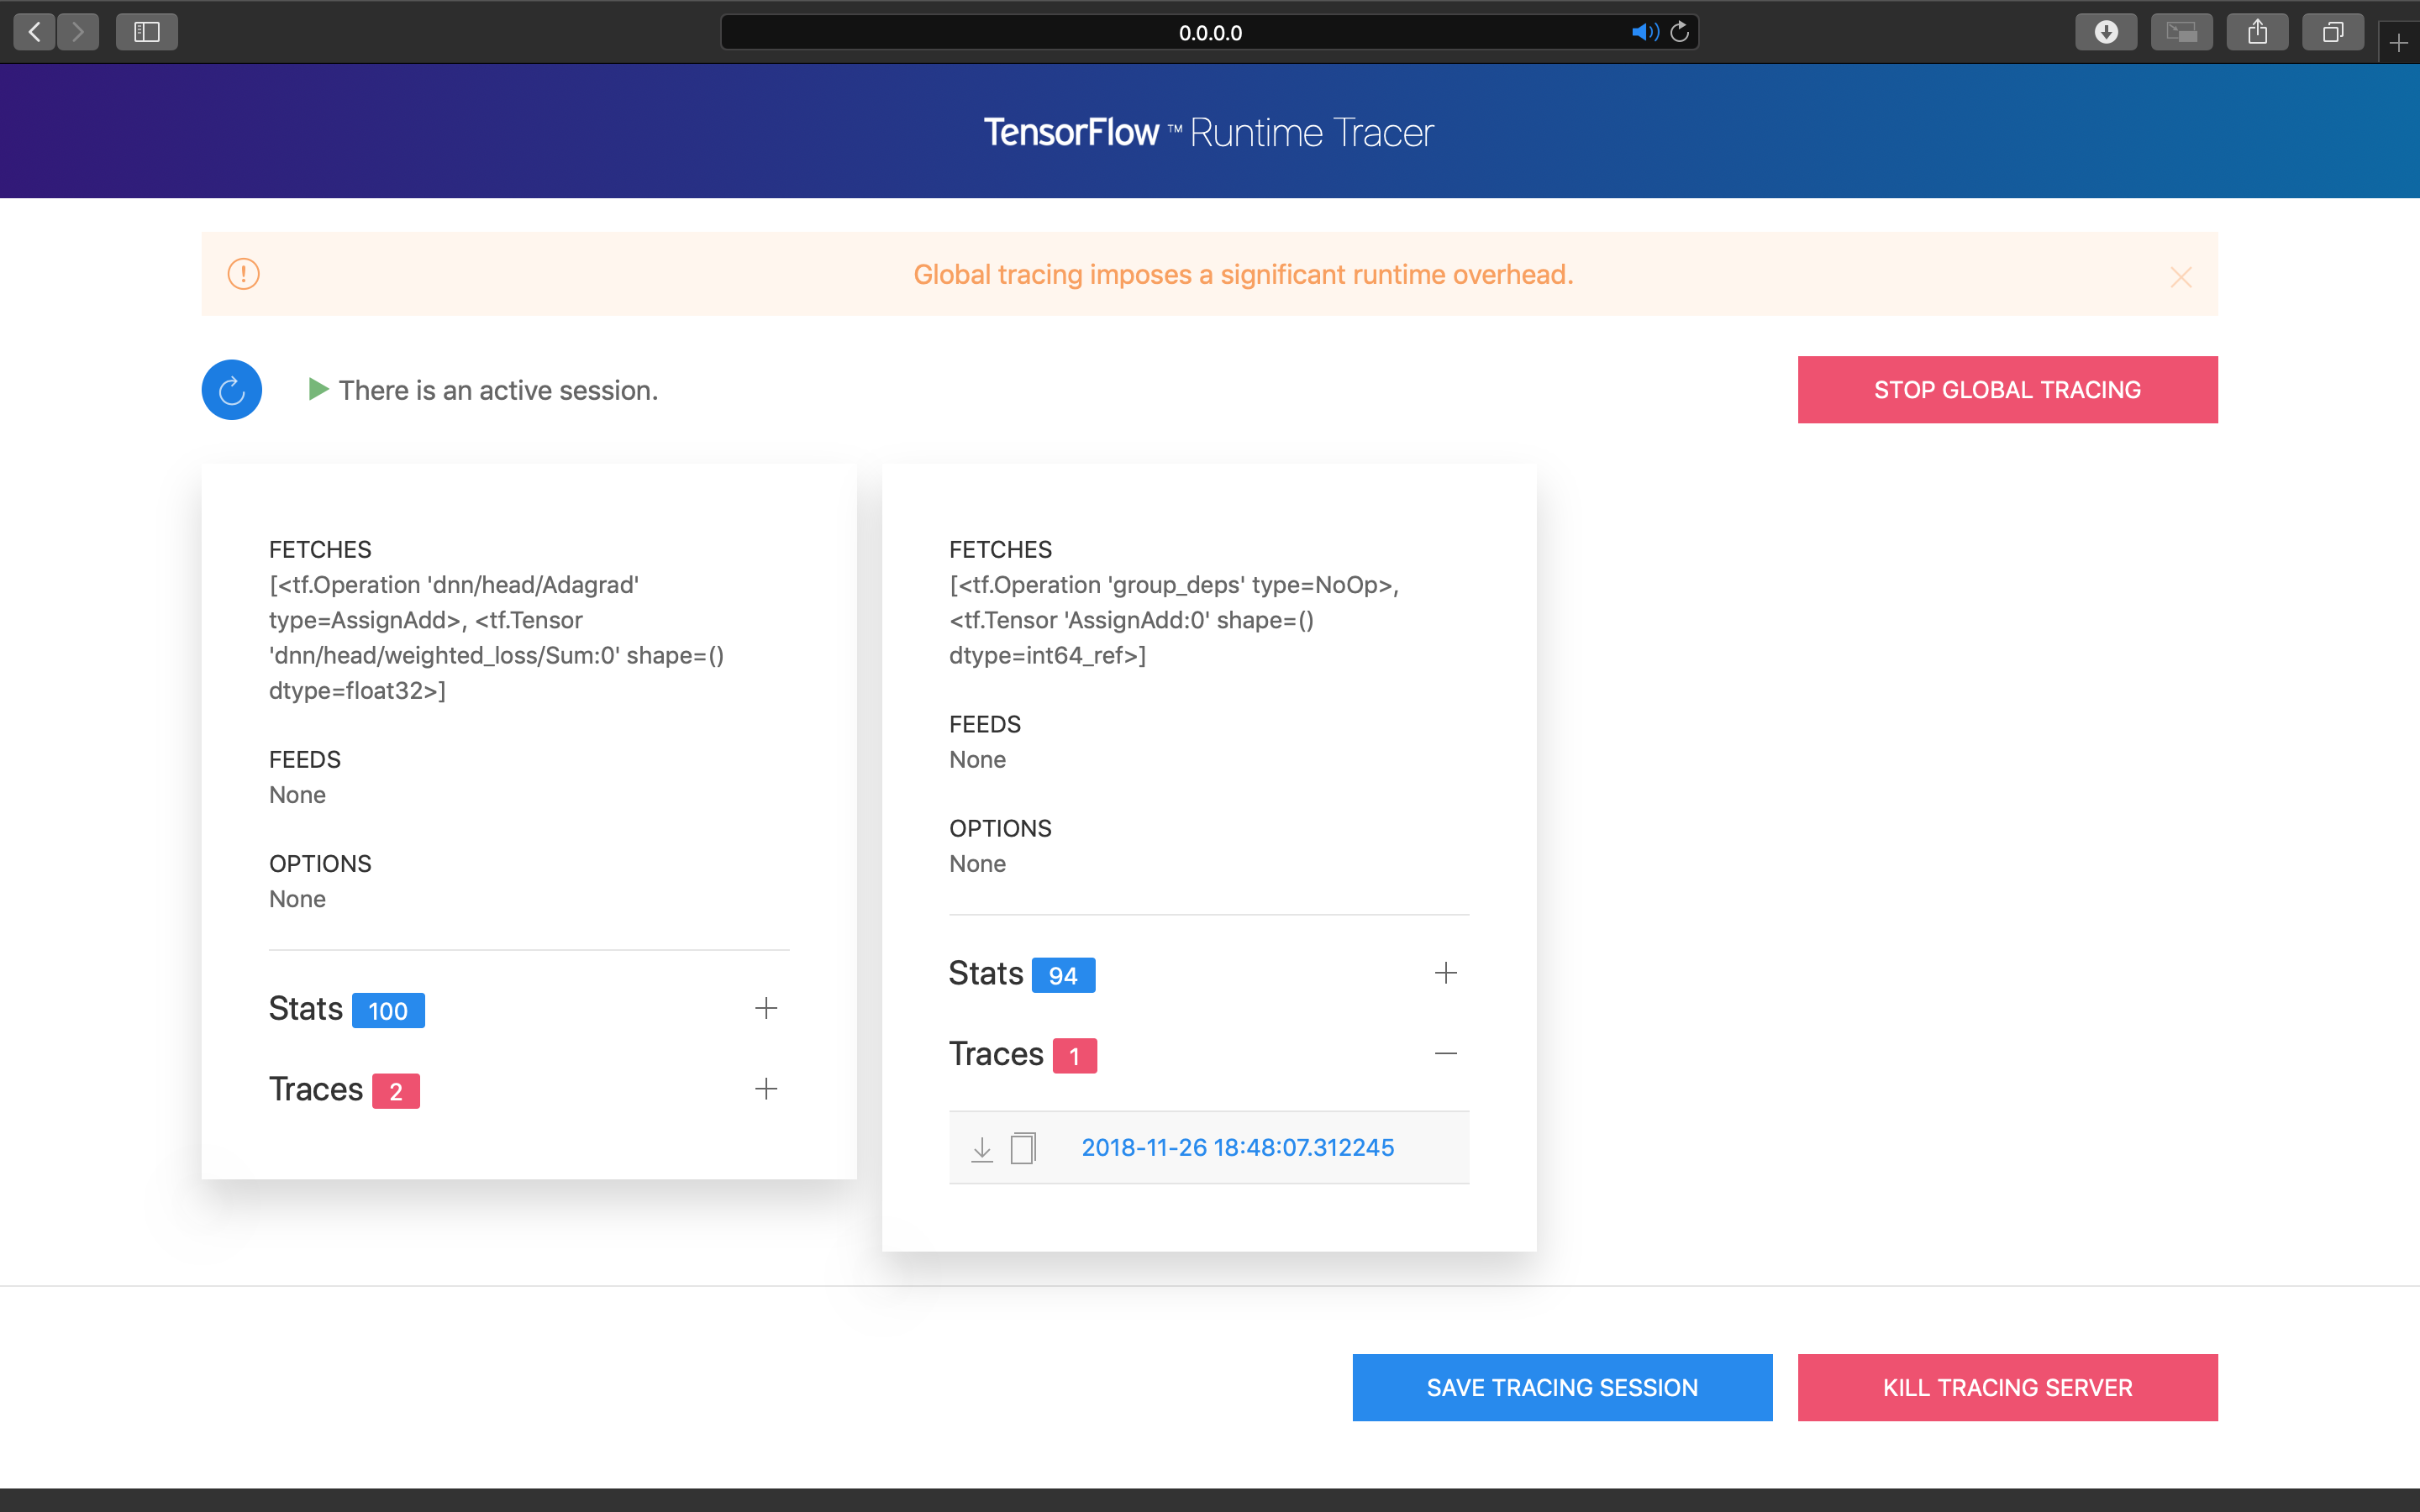 0.0.0.0
TensorFlow™ Runtime Tracer
Global tracing imposes a significant runtime overhead.
There is an active session.
STOP GLOBAL TRACING
FETCHES
[<tf.Operation 'dnn/head/Adagrad'
type=AssignAdd>, <tf.Tensor
'dnn/head/weighted_loss/Sum:0' shape=()
dtype=float32>]
FEEDS
None
OPTIONS
None
Stats 100
Traces 2
FETCHES
[<tf.Operation 'group_deps' type=NoOp>,
<tf.Tensor 'AssignAdd:0' shape=()
dtype=int64_ref>]
FEEDS
None
OPTIONS
None
Stats 94
Traces 1
2018-11-26 18:48:07.312245
SAVE TRACING SESSION
KILL TRACING SERVER